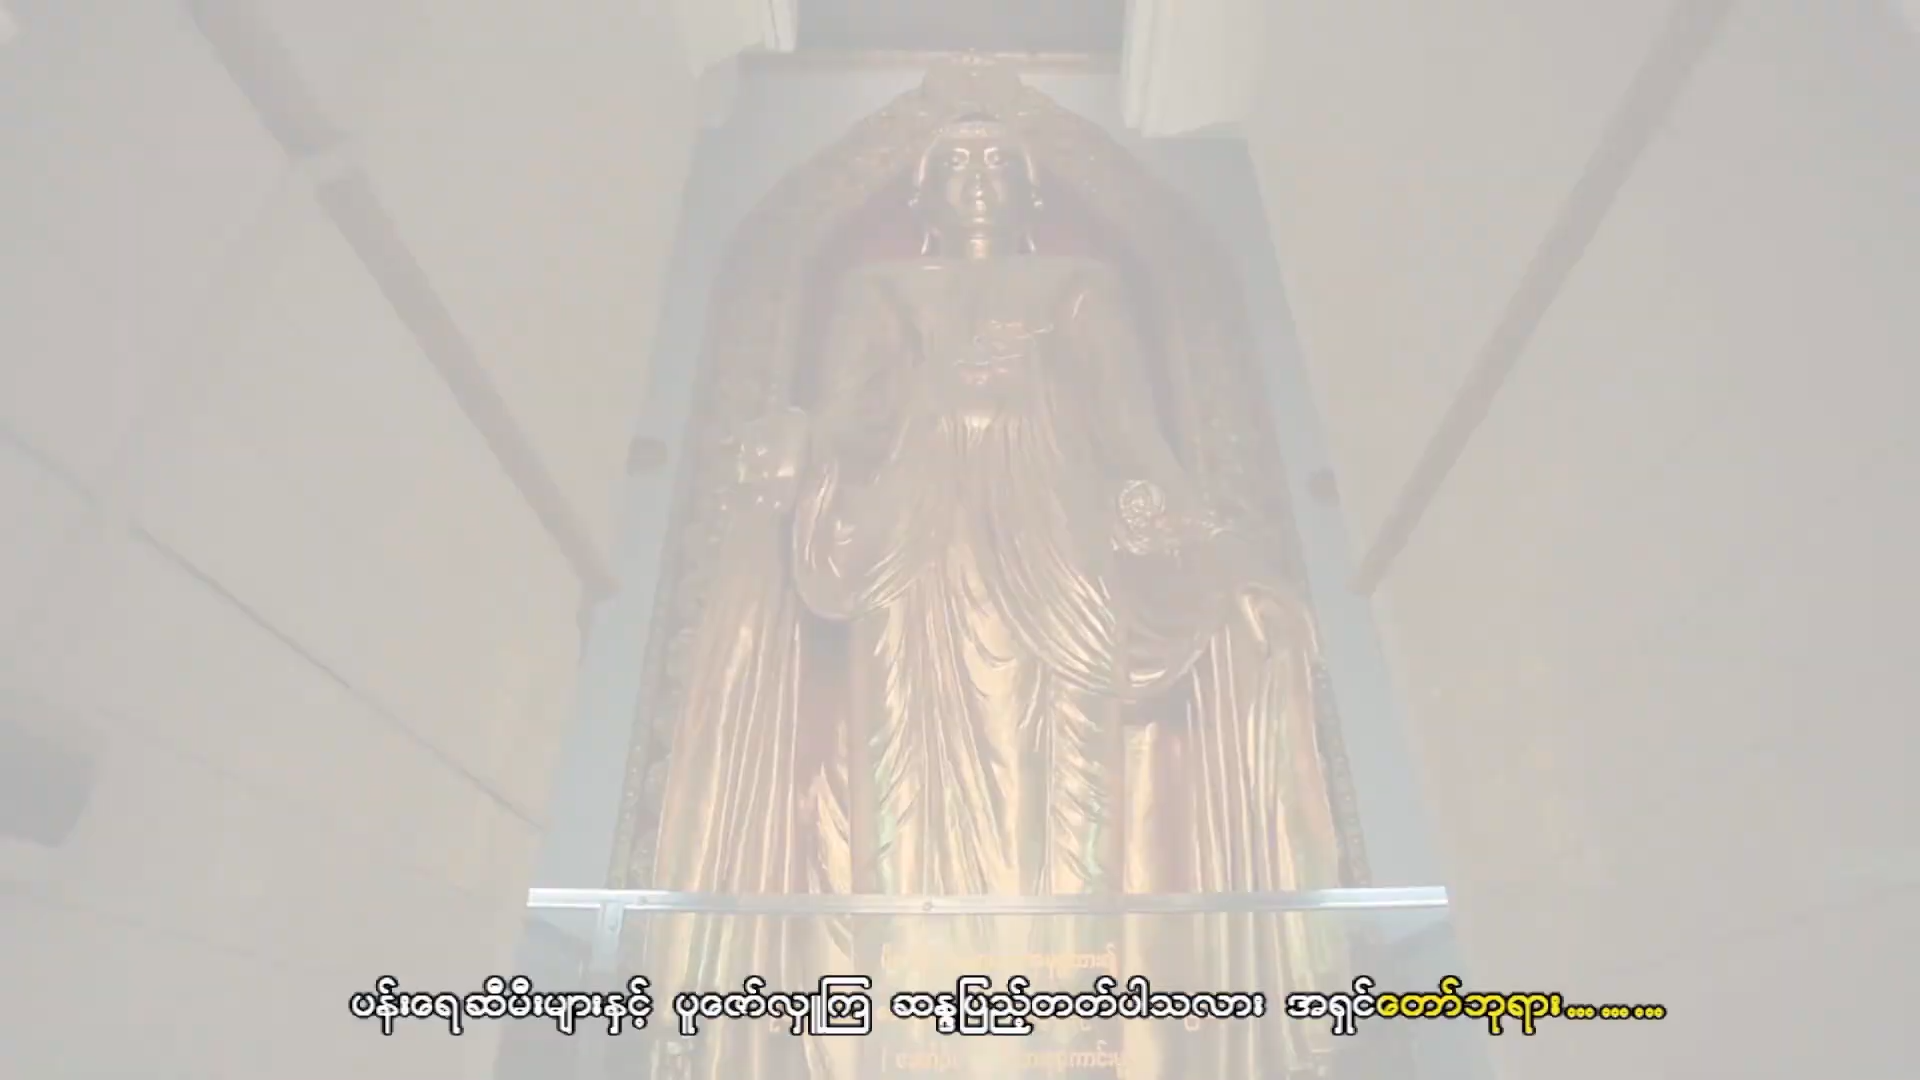 ပန်းရေဆီမီးများနှင့် ပူဇော်လှူကြ ဆန္ဒပြည့်တတ်ပါသလား အရှင်တော်ဘုရား... ... ...